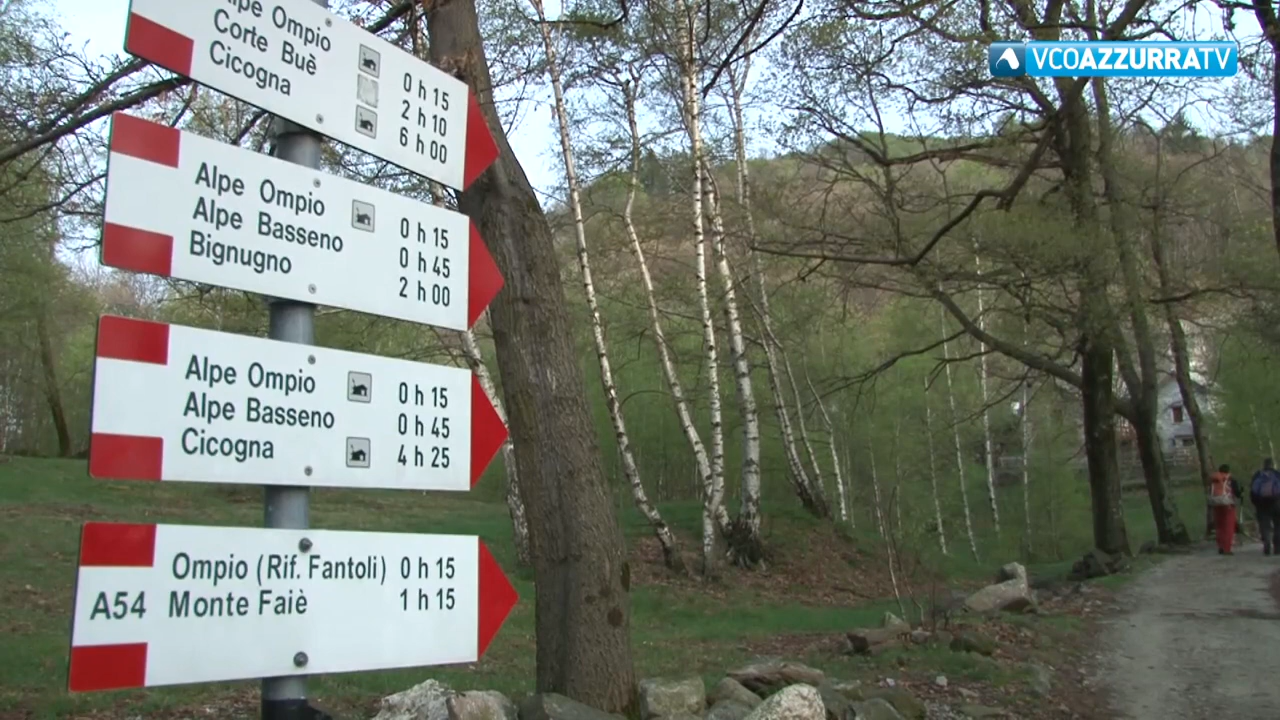 VCOAZZURRATV
Alpe Ompio 0 h 15
Corte Buè 2 h 10
Cicogna 6 h 00
Alpe Ompio 0 h 15
Alpe Basseno 0 h 45
Bignugno 2 h 00
Alpe Ompio 0 h 15
Alpe Basseno 0 h 45
Cicogna 4 h 25
Ompio (Rif. Fantoli) 0 h 15
A54 Monte Faiè 1 h 15